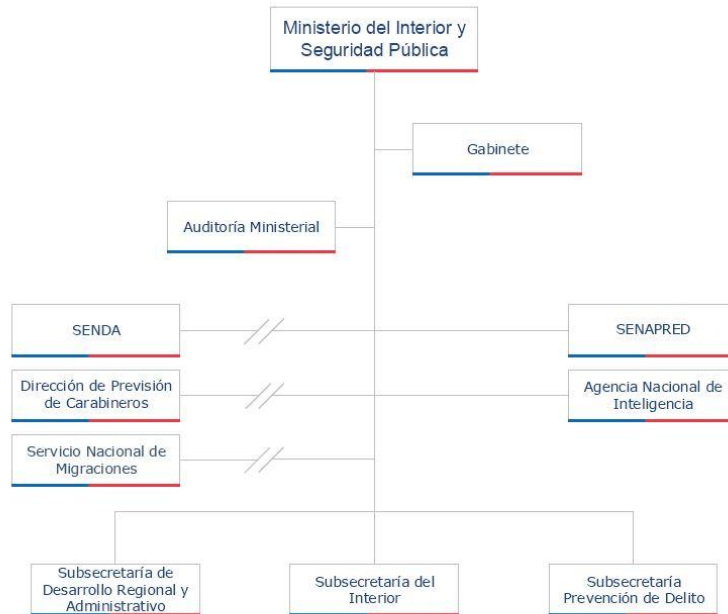 Ministerio del Interior y
Seguridad Pública
Gabinete
Auditoría Ministerial
SENDA
SENAPRED
Dirección de Previsión
de Carabineros
Agencia Nacional de
Inteligencia
Servicio Nacional de
Migraciones
Subsecretaría de
Desarrollo Regional y
Administrativo
Subsecretaría del
Interior
Subsecretaría
Prevención de Delito